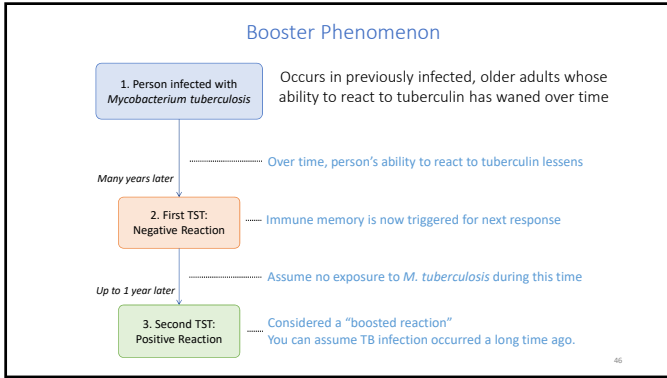 Booster Phenomenon
1. Person infected with
Mycobacterium tuberculosis
Occurs in previously infected, older adults whose
ability to react to tuberculin has waned over time
Over time, person's ability to react to tuberculin lessens
Many years later
2. First TST:
Negative Reaction
Immune memory is now triggered for next response
Assume no exposure to M. tuberculosis during this time
Up to 1 year later
3. Second TST:
Positive Reaction
Considered a “boosted reaction”
You can assume TB infection occurred a long time ago.
46